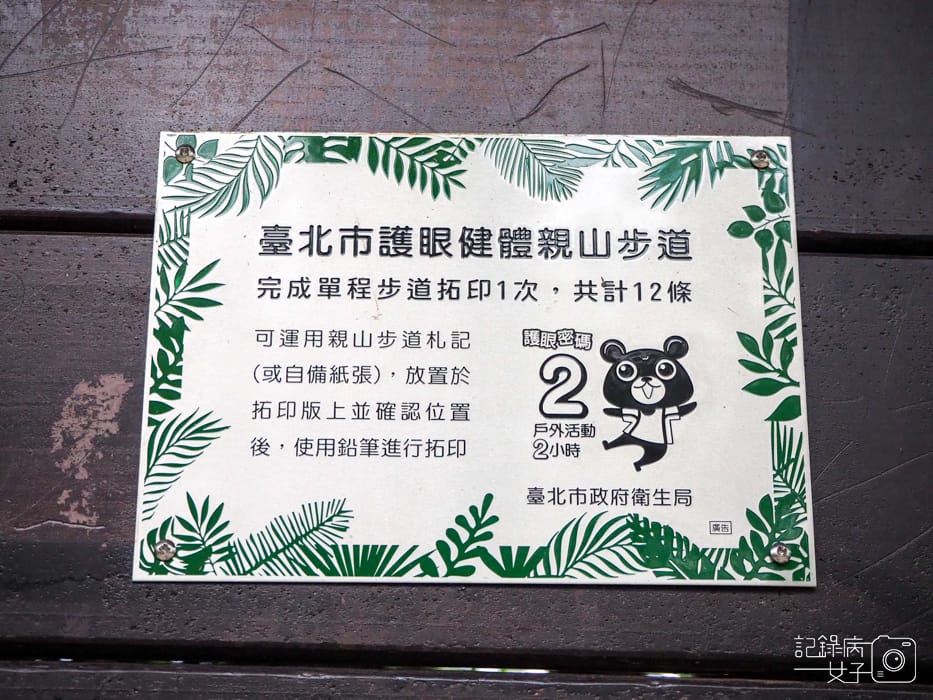 臺北市護眼健體親山步道
完成單程步道拓印1次，共計12條
可運用親山步道札記
(或自備紙張)，放置於
拓印版上並確認位置
後，使用鉛筆進行拓印
護眼密碼
2
戶外活動
2小時
臺北市政府衛生局
廣告
記錄病
女子